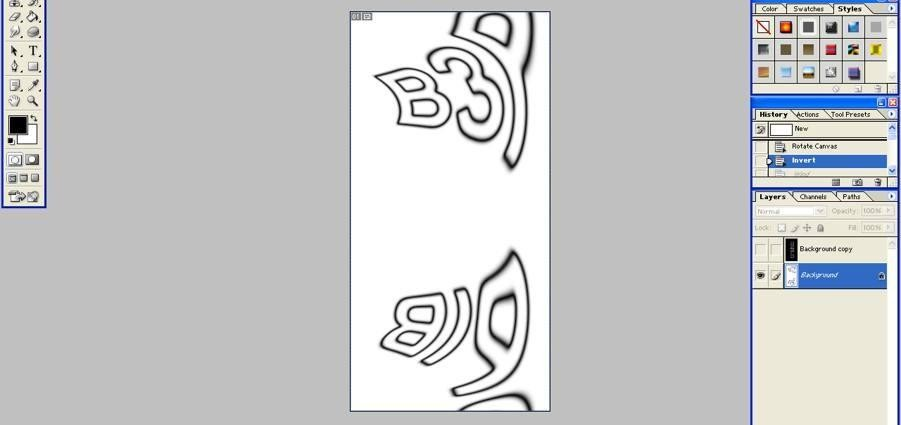 Color Swatches Styles
History Actions Tool Presets
New
Rotate Canvas
Invert
Layers Channels Paths
Normal Opacity: 100%
Lock: Fill: 100%
Background copy
Background
T
B3